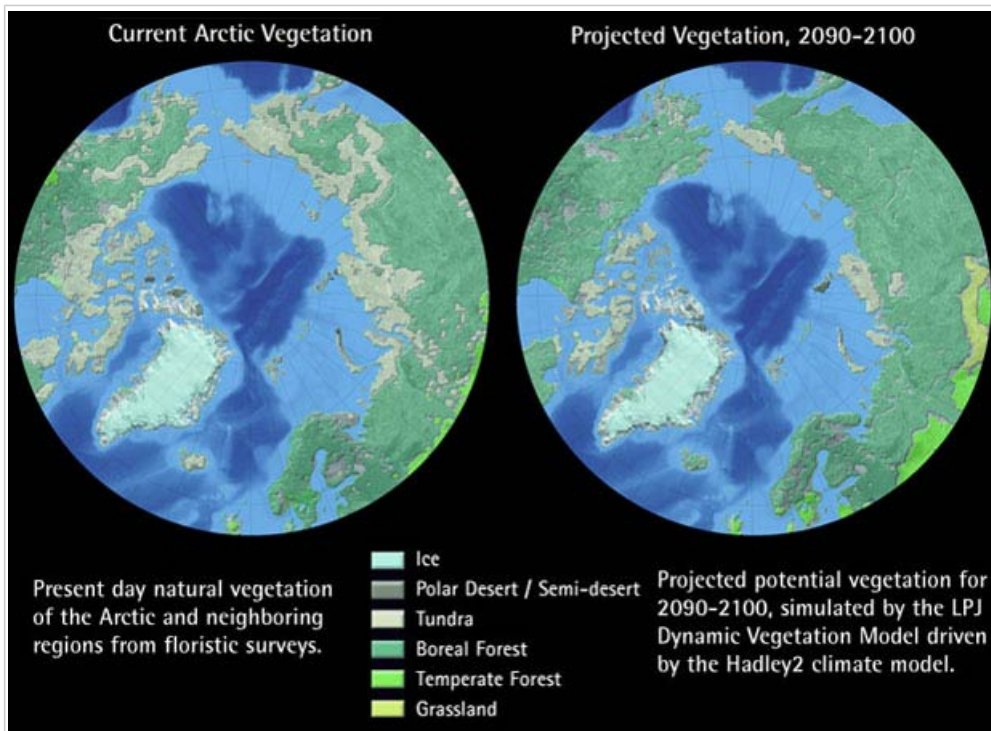 Current Arctic Vegetation
Projected Vegetation, 2090-2100
Present day natural vegetation
of the Arctic and neighboring
regions from floristic surveys.
Ice
Polar Desert / Semi-desert
Tundra
Boreal Forest
Temperate Forest
Grassland
Projected potential vegetation for
2090-2100, simulated by the LPJ
Dynamic Vegetation Model driven
by the Hadley2 climate model.